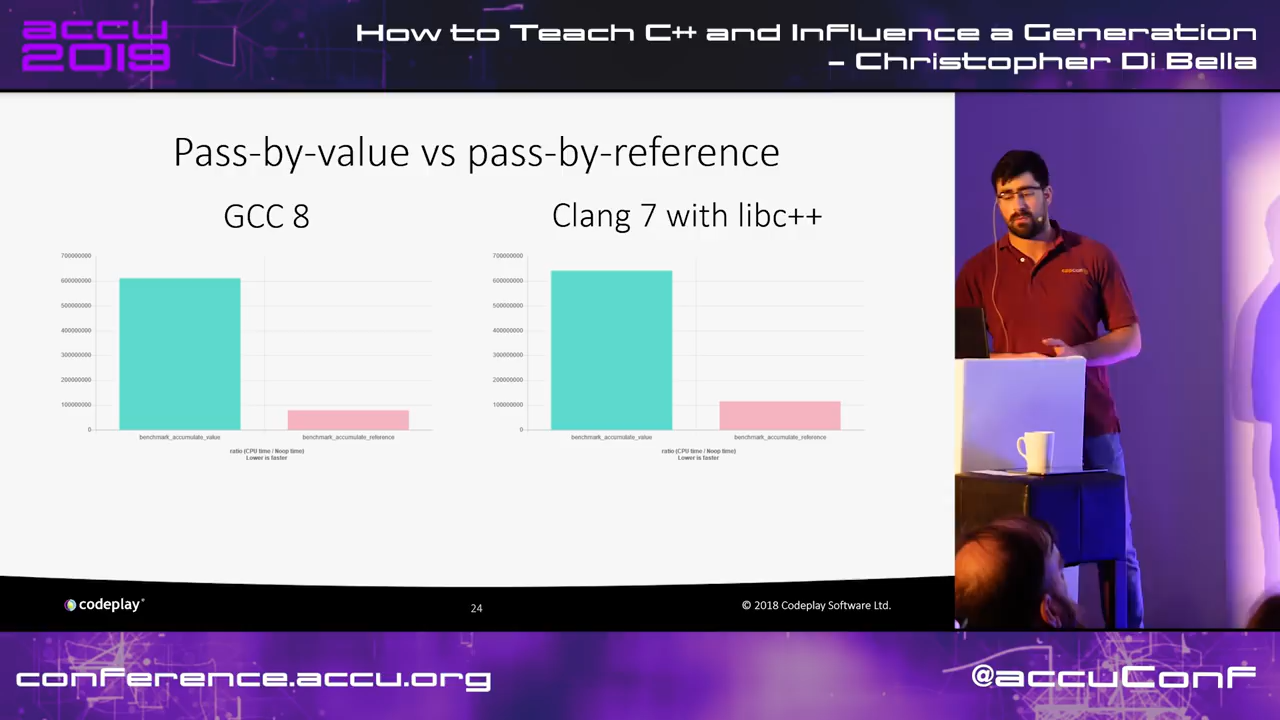 accu
2019
How to Teach C++ and Influence a Generation
– Christopher Di Bella
Pass-by-value vs pass-by-reference
GCC 8
Clang 7 with libc++
700000000
600000000
500000000
400000000
300000000
200000000
100000000
0
benchmark_accumulate_value
benchmark_accumulate_reference
ratio (CPU time / Noop time)
Lower is faster
700000000
600000000
500000000
400000000
300000000
200000000
100000000
0
benchmark_accumulate_value
benchmark_accumulate_reference
ratio (CPU time / Noop time)
Lower is faster
codeplay®
24
© 2018 Codeplay Software Ltd.
conference.accu.org
@accuConf